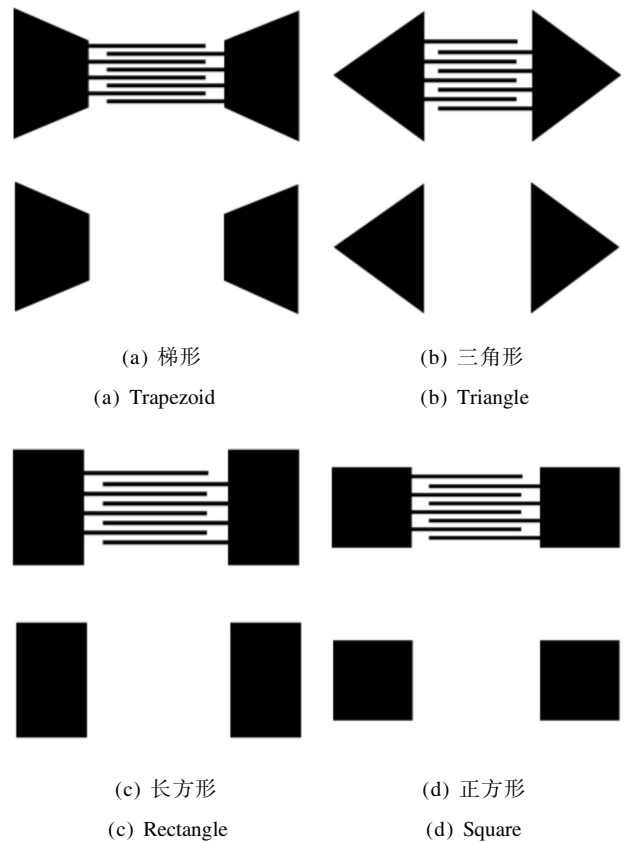 (a) 梯形
(b) 三角形
(a) Trapezoid
(b) Triangle
(c) 长方形
(d) 正方形
(c) Rectangle
(d) Square